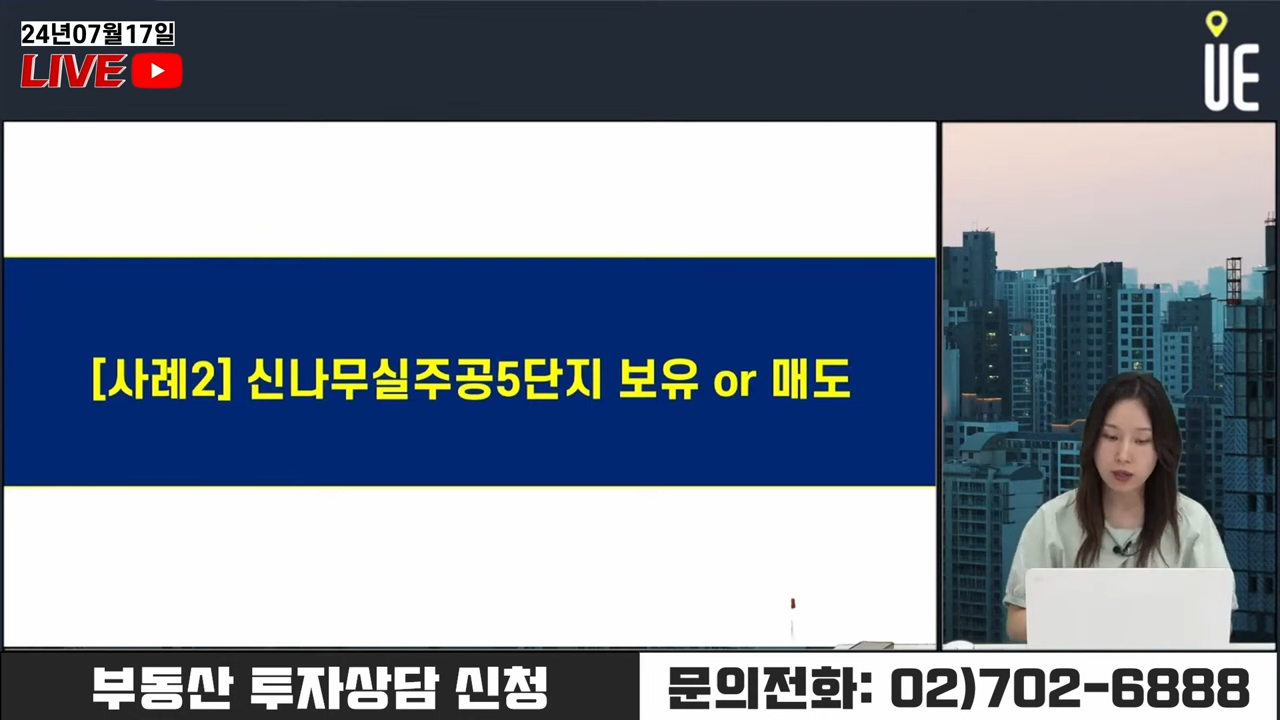 24년07월17일
LIVE
UE
[사례2] 신나무실주공5단지 보유 or 매도
부동산 투자상담 신청
문의전화: 02)702-6888